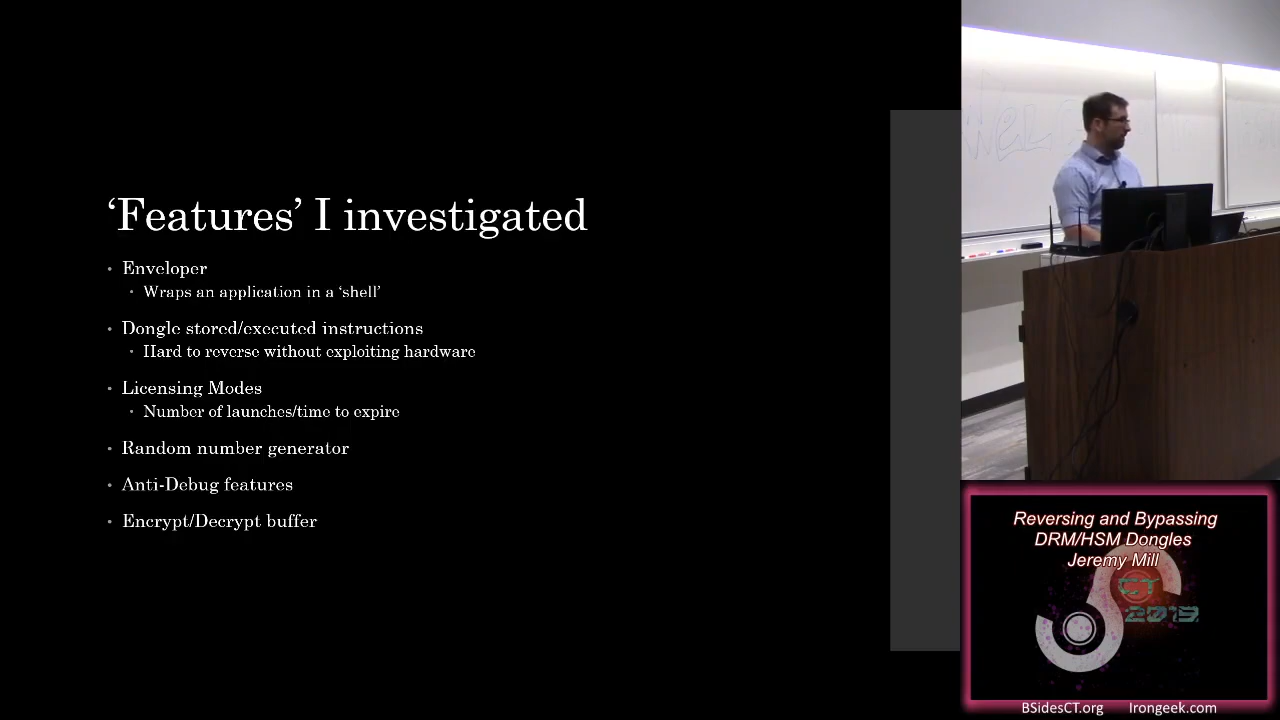 ‘Features’ I investigated
• Enveloper
• Wraps an application in a ‘shell’
• Dongle stored/executed instructions
• Hard to reverse without exploiting hardware
• Licensing Modes
• Number of launches/time to expire
• Random number generator
• Anti-Debug features
• Encrypt/Decrypt buffer
Reversing and Bypassing
DRM/HSM Dongles
Jeremy Mill
CT
2019
BSidesCT.org Irongeek.com